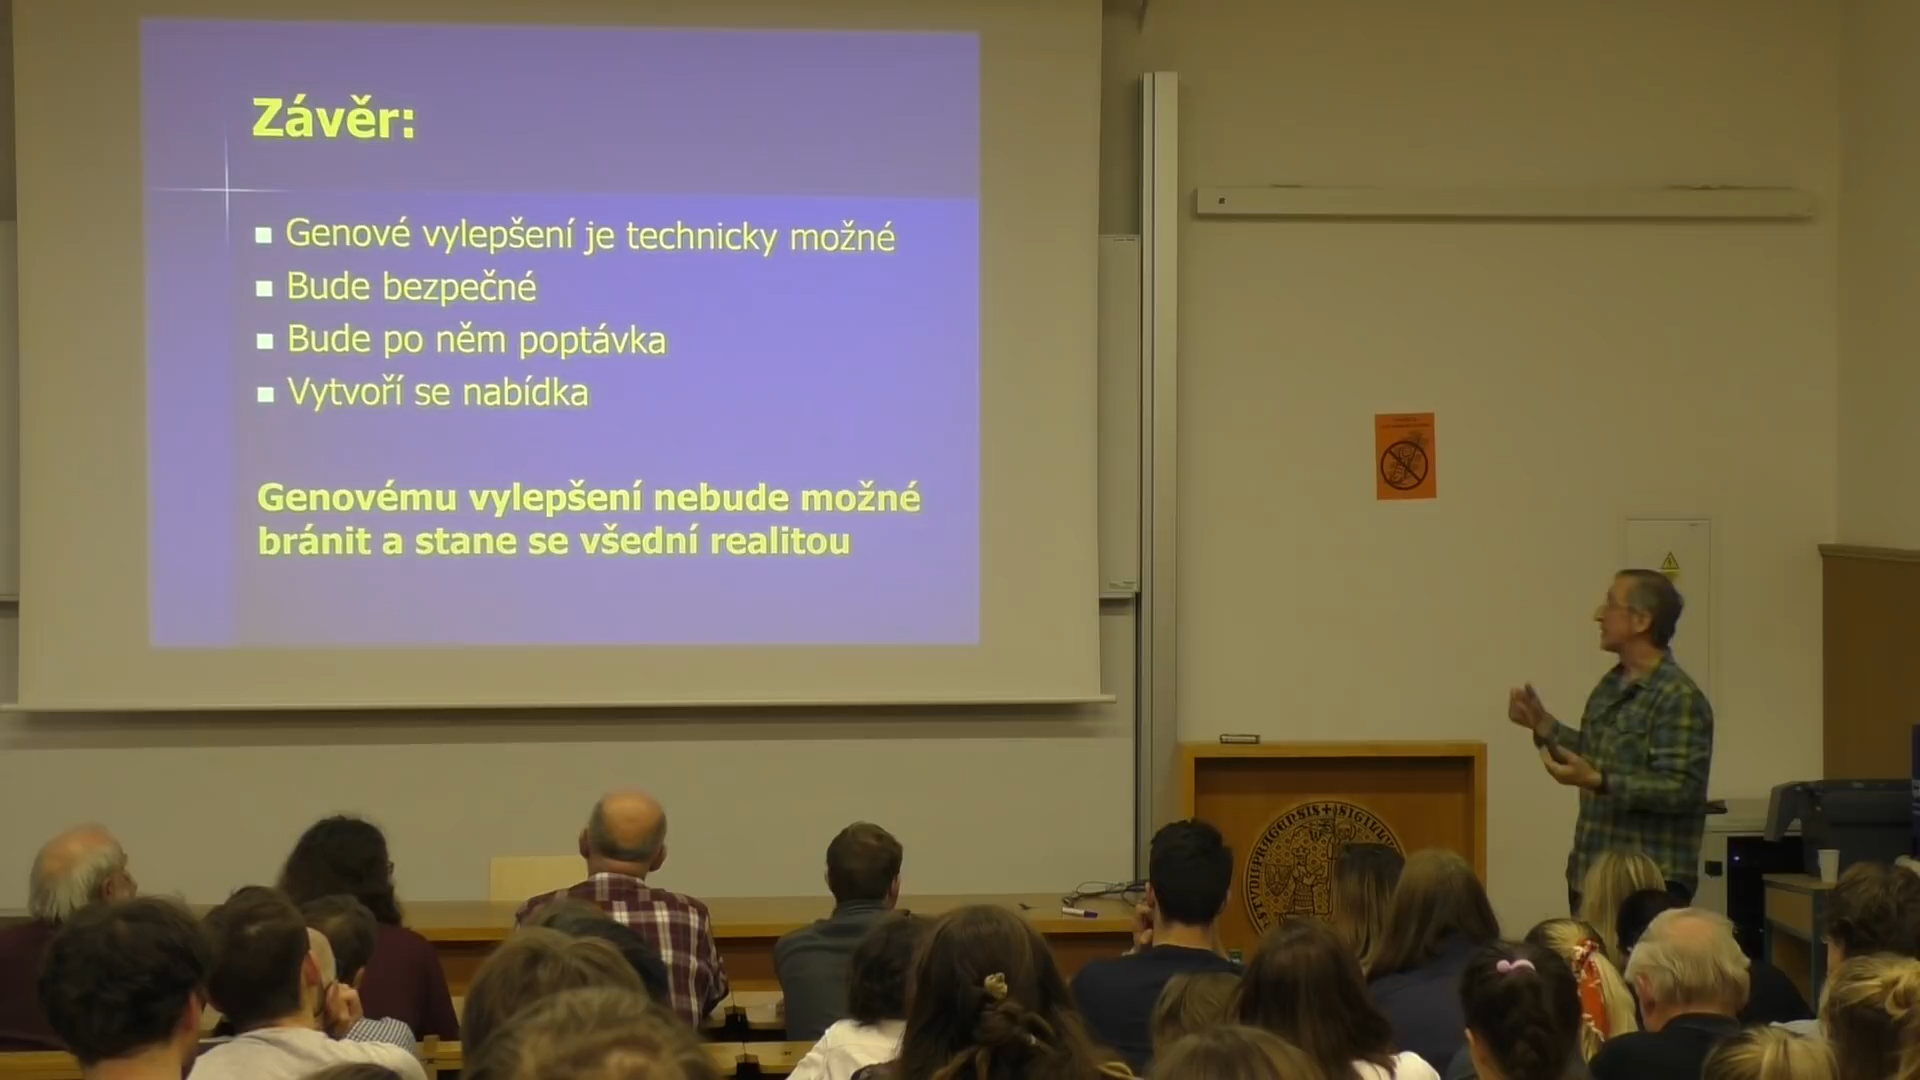 Závěr:
Genové vylepšení je technicky možné
Bude bezpečné
Bude po něm poptávka
Vytvoří se nabídka
Genovému vylepšení nebude možné
bránit a stane se všední realitou